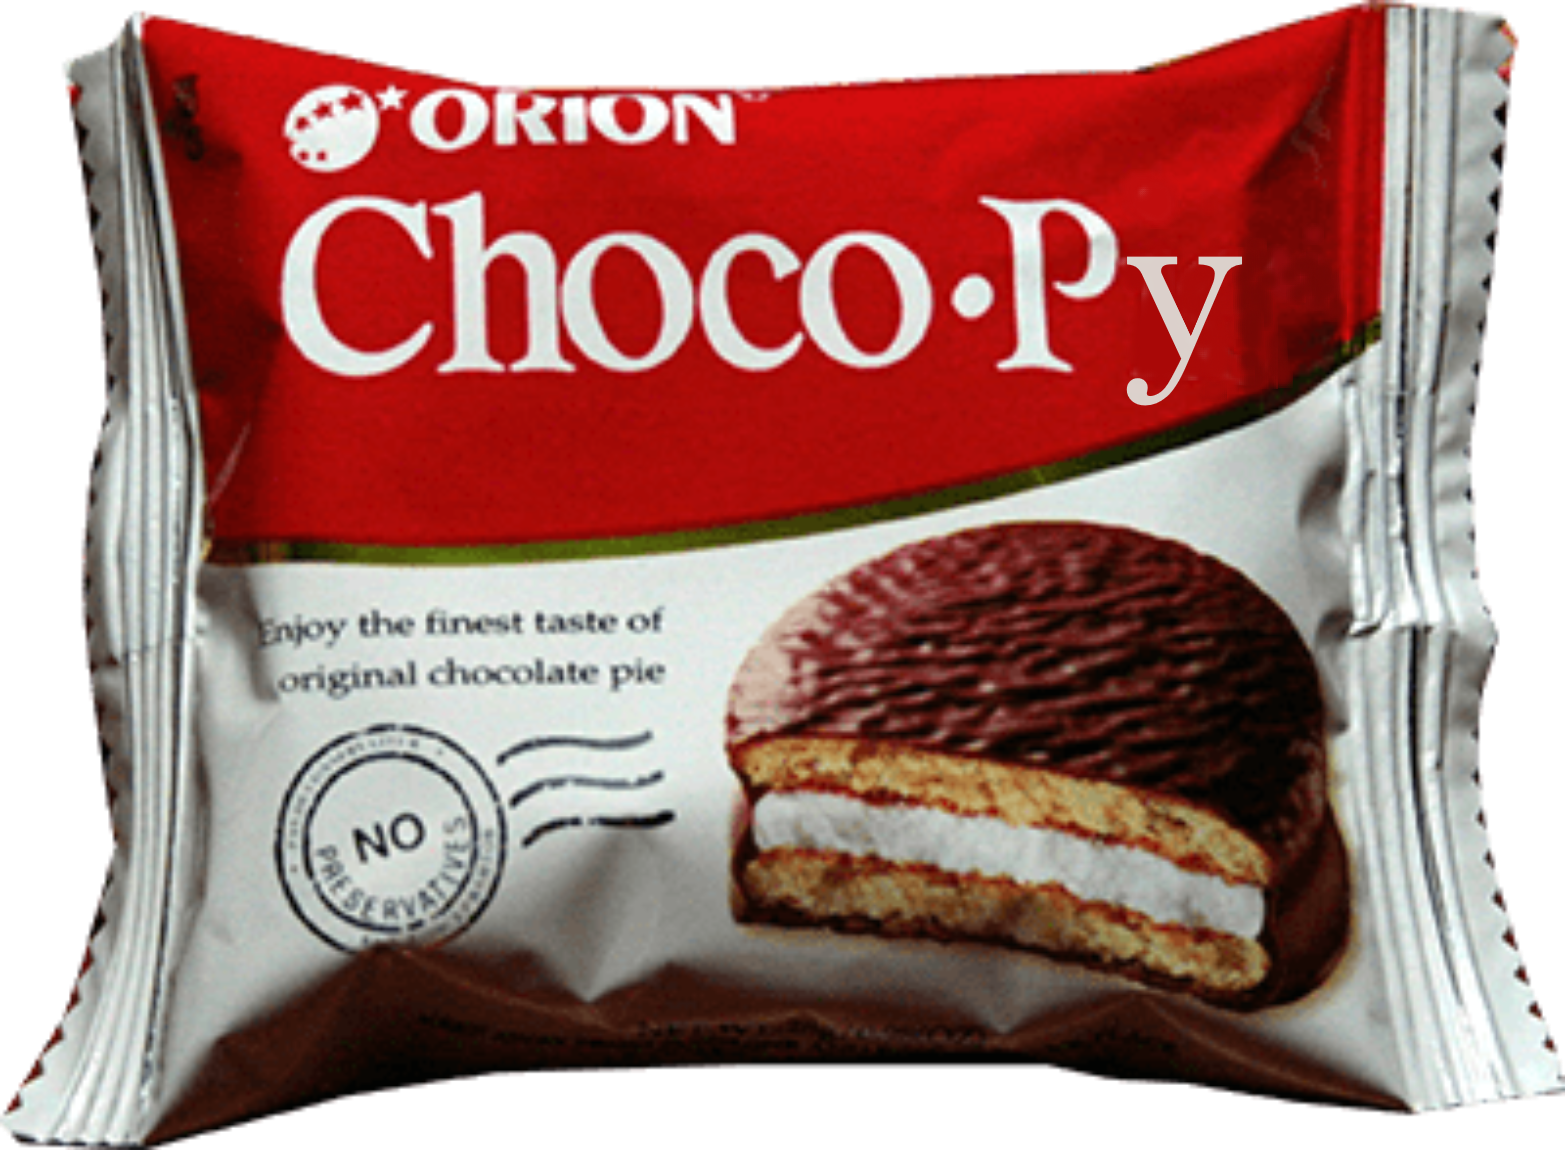 ORION
Choco·Py
Enjoy the finest taste of
original chocolate pie
NO
PRESERVATIVES